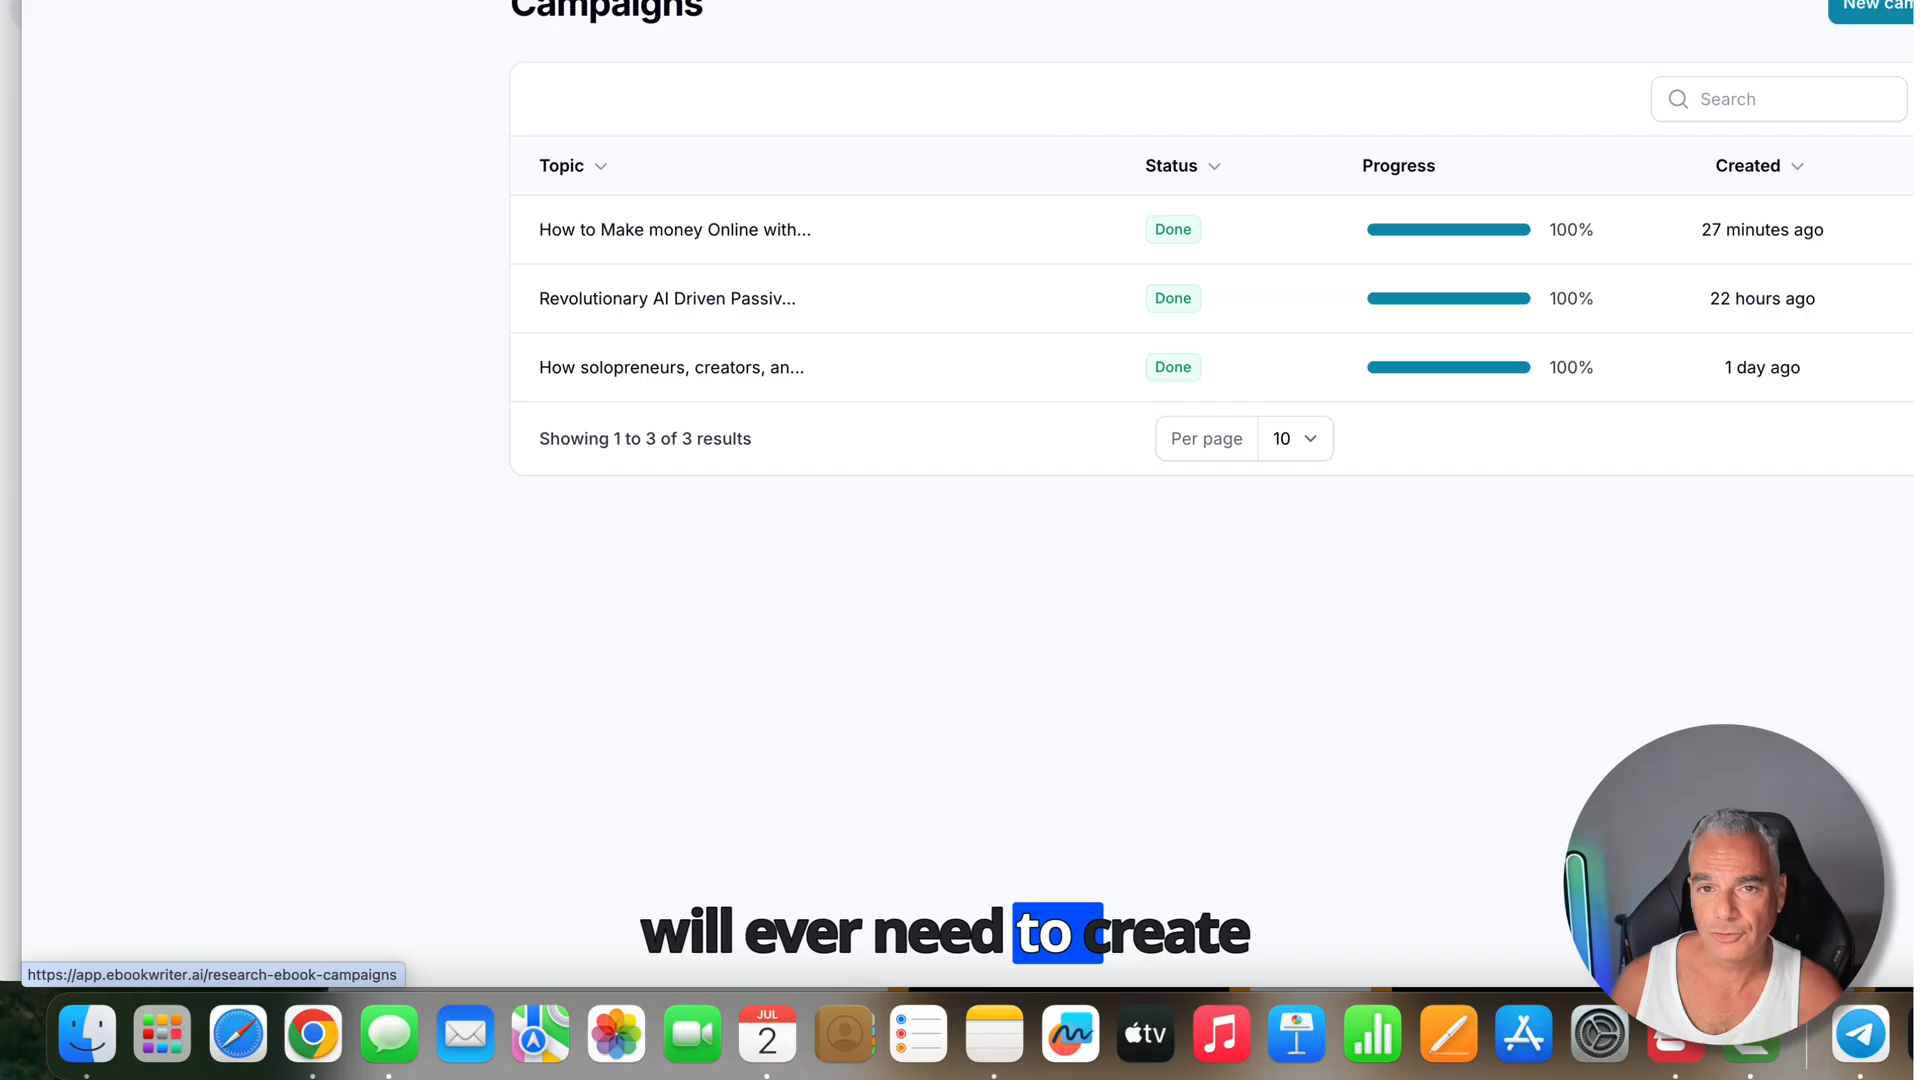 Campaigns
New cam
Search
Topic Status Progress Created
How to Make money Online with... Done 100% 27 minutes ago
Revolutionary AI Driven Passiv... Done 100% 22 hours ago
How solopreneurs, creators, an... Done 100% 1 day ago
Showing 1 to 3 of 3 results Per page 10
will ever need to create
https://app.ebookwriter.ai/research-ebook-campaigns
JUL
2
tv